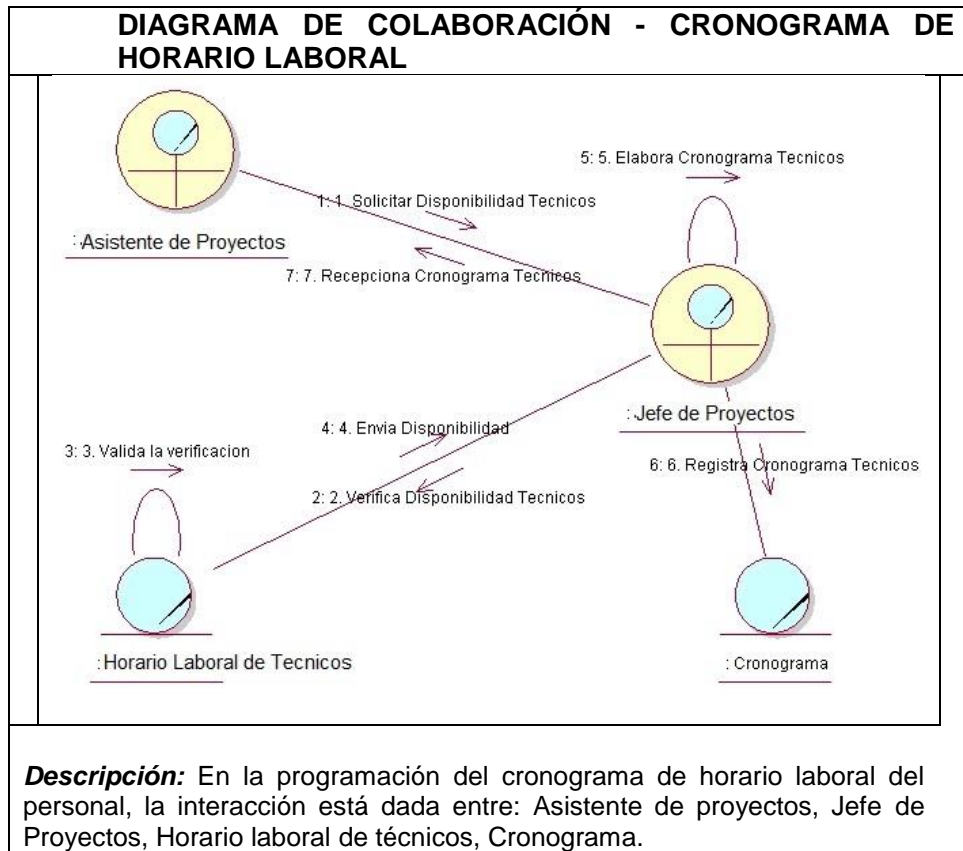 DIAGRAMA DE COLABORACIÓN - CRONOGRAMA DE
HORARIO LABORAL
5: 5. Elabora Cronograma Tecnicos
1: 1. Solicitar Disponibilidad Tecnicos
: Asistente de Proyectos
7: 7. Recepciona Cronograma Tecnicos
: Jefe de Proyectos
4: 4. Envia Disponibilidad
3: 3. Valida la verificacion
6: 6. Registra Cronograma Tecnicos
2: 2. Verifica Disponibilidad Tecnicos
: Horario Laboral de Tecnicos
: Cronograma
Descripción: En la programación del cronograma de horario laboral del
personal, la interacción está dada entre: Asistente de proyectos, Jefe de
Proyectos, Horario laboral de técnicos, Cronograma.